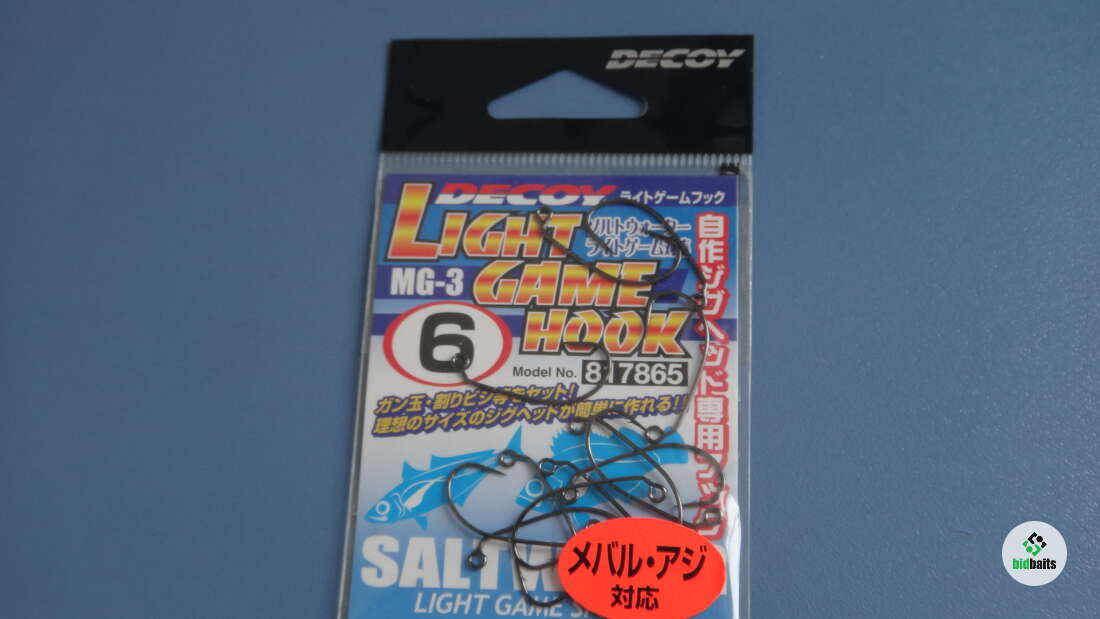 DECOY
DECOY ライトゲームフック
LIGHT
GAME
HOOK
ソルトウォーター
ライトゲーム
MG-3
6
Model No. 817865
ガン玉・割りビシ等をセット!
理想のサイズのジグヘッドが簡単に作れる!!
自作ジグヘッド専用フック
SALTW
LIGHT GAME
メバル・アジ
対応
bidbaits